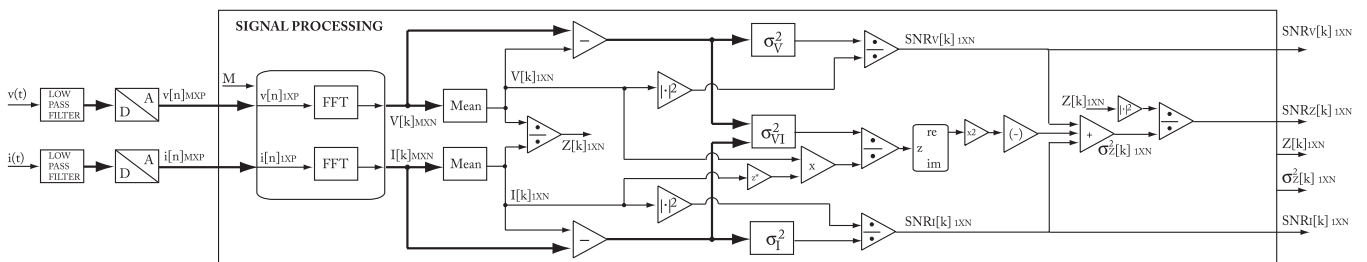 SIGNAL PROCESSING
v(t)
LOW PASS FILTER
A
D
v[n]MXP
M
v[n]1XP
FFT
V[k]MXN
Mean
V[k]1XN
÷
Z[k]1XN
i(t)
LOW PASS FILTER
A
D
i[n]MXP
i[n]1XP
FFT
I[k]MXN
Mean
I[k]1XN
−
|·|2
−
|·|2
σ²V
σ²VI
σ²I
z*
x
÷
÷
÷
SNRV[k] 1XN
SNRI[k] 1XN
z
re
im
x2
(-)
+
σ²Z[k] 1XN
Z[k]1XN
|·|2
÷
SNRV[k] 1XN
SNRZ[k] 1XN
Z[k]1XN
σ²Z[k] 1XN
SNRI[k] 1XN